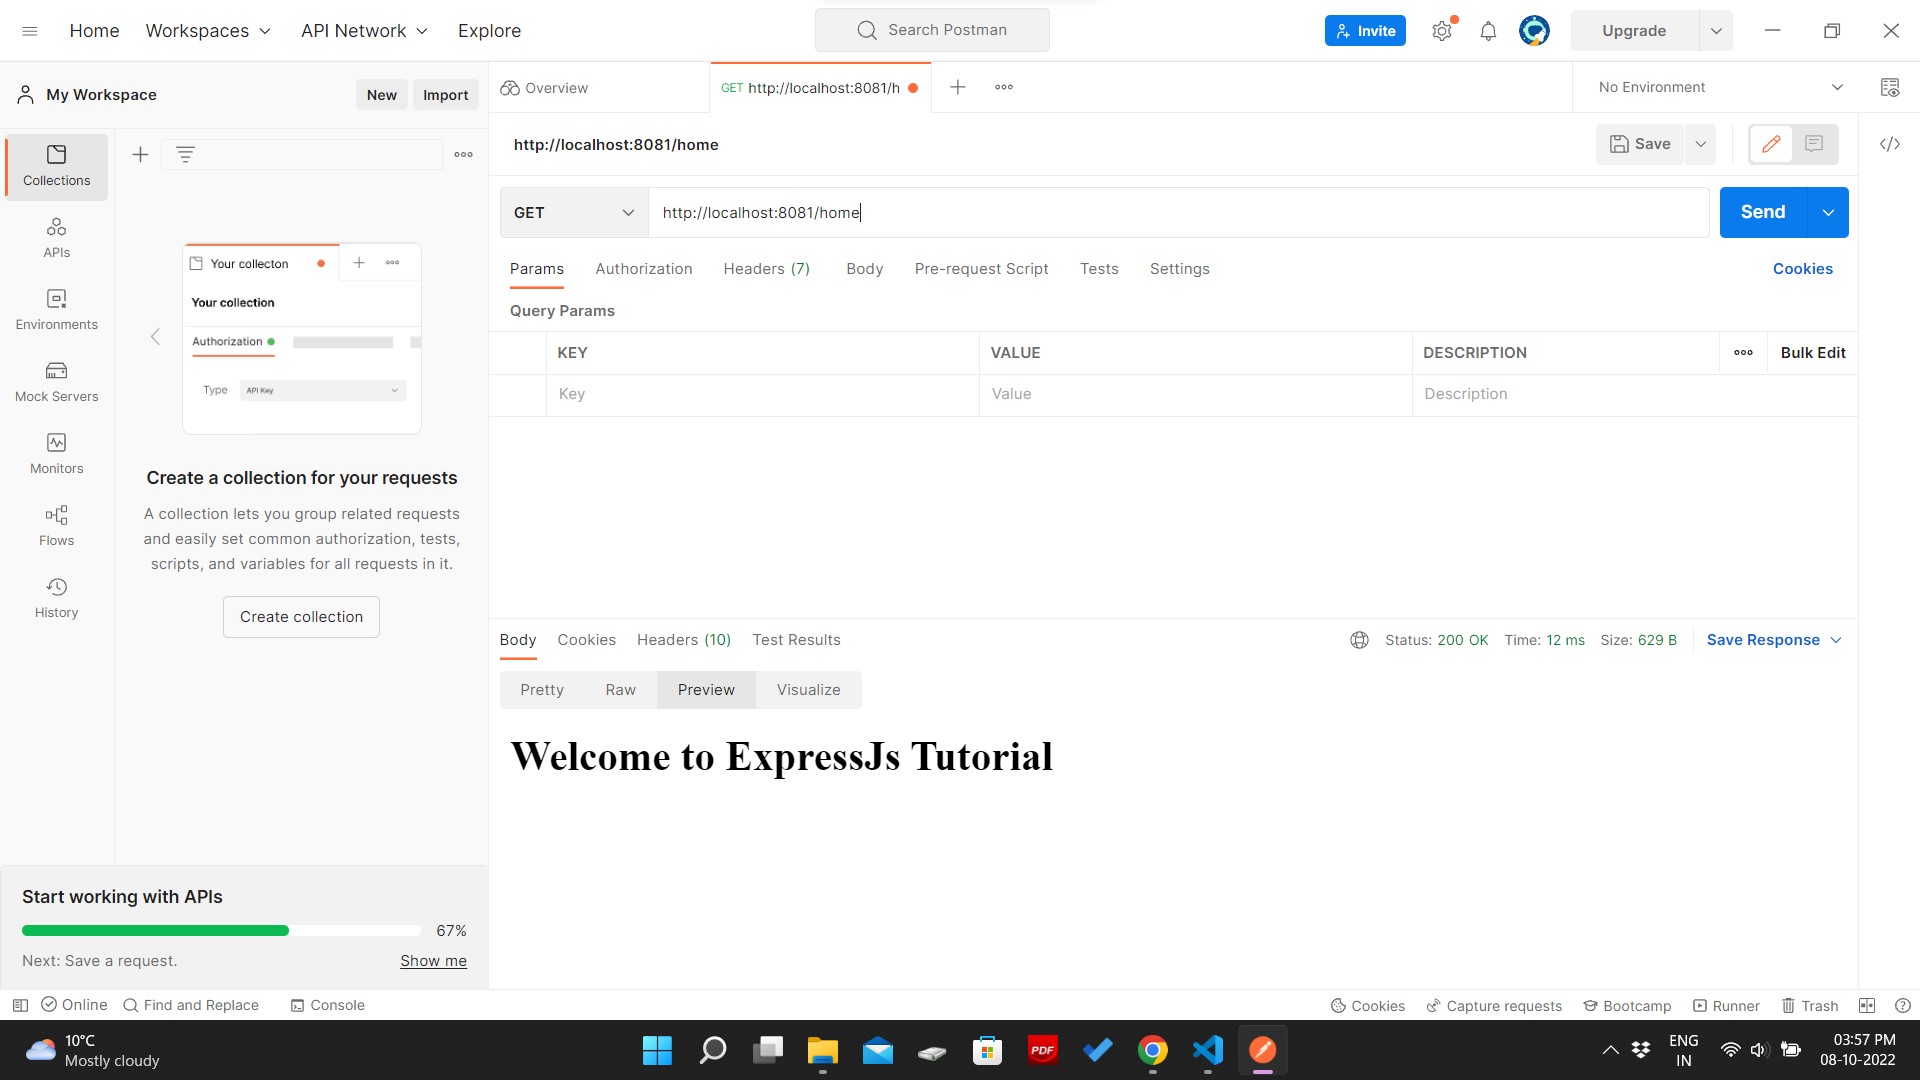 Home Workspaces API Network Explore
Search Postman
Invite
Upgrade
My Workspace
New Import
Overview
GET http://localhost:8081/h
No Environment
http://localhost:8081/home
Save
GET http://localhost:8081/home
Send
Params Authorization Headers (7) Body Pre-request Script Tests Settings
Cookies
Query Params
KEY VALUE DESCRIPTION Bulk Edit
Key Value Description
Collections
APIs
Environments
Mock Servers
Monitors
Flows
History
Your collecton
Your collection
Authorization
Type API Key
Create a collection for your requests
A collection lets you group related requests
and easily set common authorization, tests,
scripts, and variables for all requests in it.
Create collection
Body Cookies Headers (10) Test Results
Status: 200 OK Time: 12 ms Size: 629 B Save Response
Pretty Raw Preview Visualize
Welcome to ExpressJs Tutorial
Start working with APIs
67%
Next: Save a request. Show me
Online Find and Replace Console
Cookies Capture requests Bootcamp Runner Trash
10°C
Mostly cloudy
PDF
ENG
IN
03:57 PM
08-10-2022